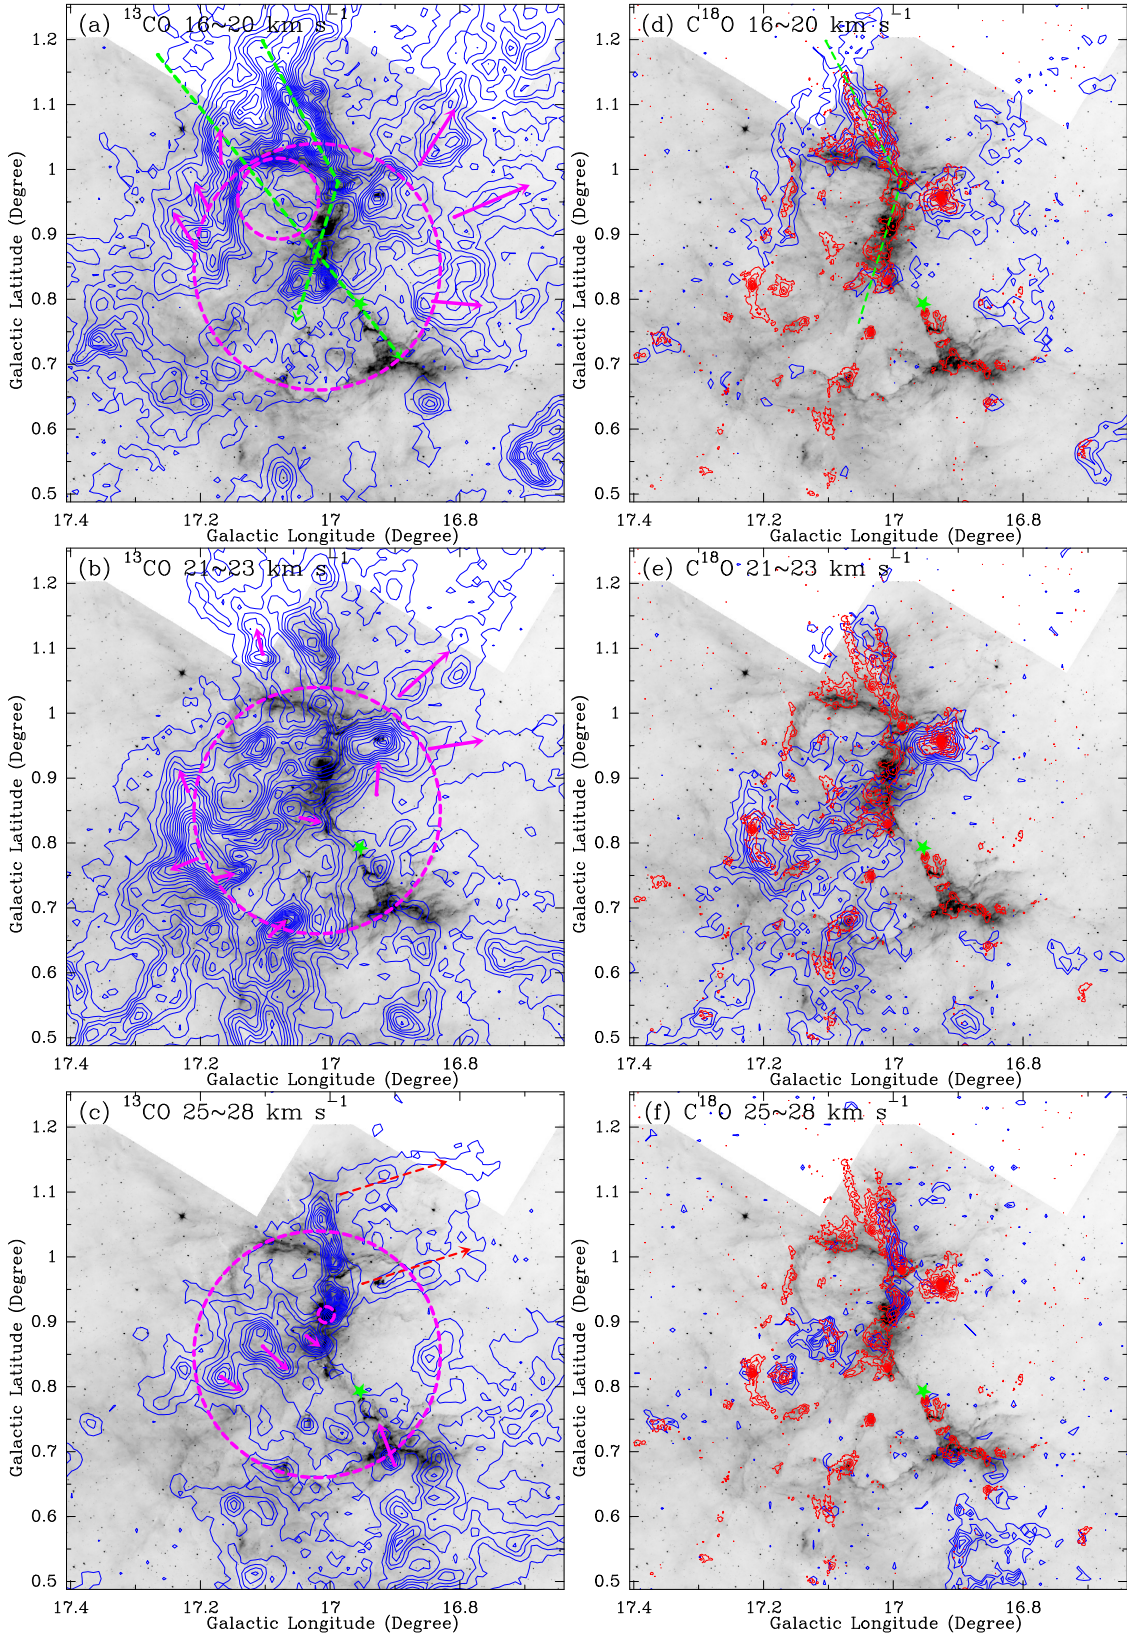 (a) ¹³CO 16~20 km s⁻¹
(d) C¹⁸O 16~20 km s⁻¹
1.2
1.1
1
0.9
0.8
0.7
0.6
0.5
Galactic Latitude (Degree)
1.2
1.1
1
0.9
0.8
0.7
0.6
0.5
Galactic Latitude (Degree)
17.4 17.2 17 16.8
Galactic Longitude (Degree)
17.4 17.2 17 16.8
Galactic Longitude (Degree)
(b) ¹³CO 21~23 km s⁻¹
(e) C¹⁸O 21~23 km s⁻¹
1.2
1.1
1
0.9
0.8
0.7
0.6
0.5
Galactic Latitude (Degree)
1.2
1.1
1
0.9
0.8
0.7
0.6
0.5
Galactic Latitude (Degree)
17.4 17.2 17 16.8
Galactic Longitude (Degree)
17.4 17.2 17 16.8
Galactic Longitude (Degree)
(c) ¹³CO 25~28 km s⁻¹
(f) C¹⁸O 25~28 km s⁻¹
1.2
1.1
1
0.9
0.8
0.7
0.6
0.5
Galactic Latitude (Degree)
1.2
1.1
1
0.9
0.8
0.7
0.6
0.5
Galactic Latitude (Degree)
17.4 17.2 17 16.8
Galactic Longitude (Degree)
17.4 17.2 17 16.8
Galactic Longitude (Degree)